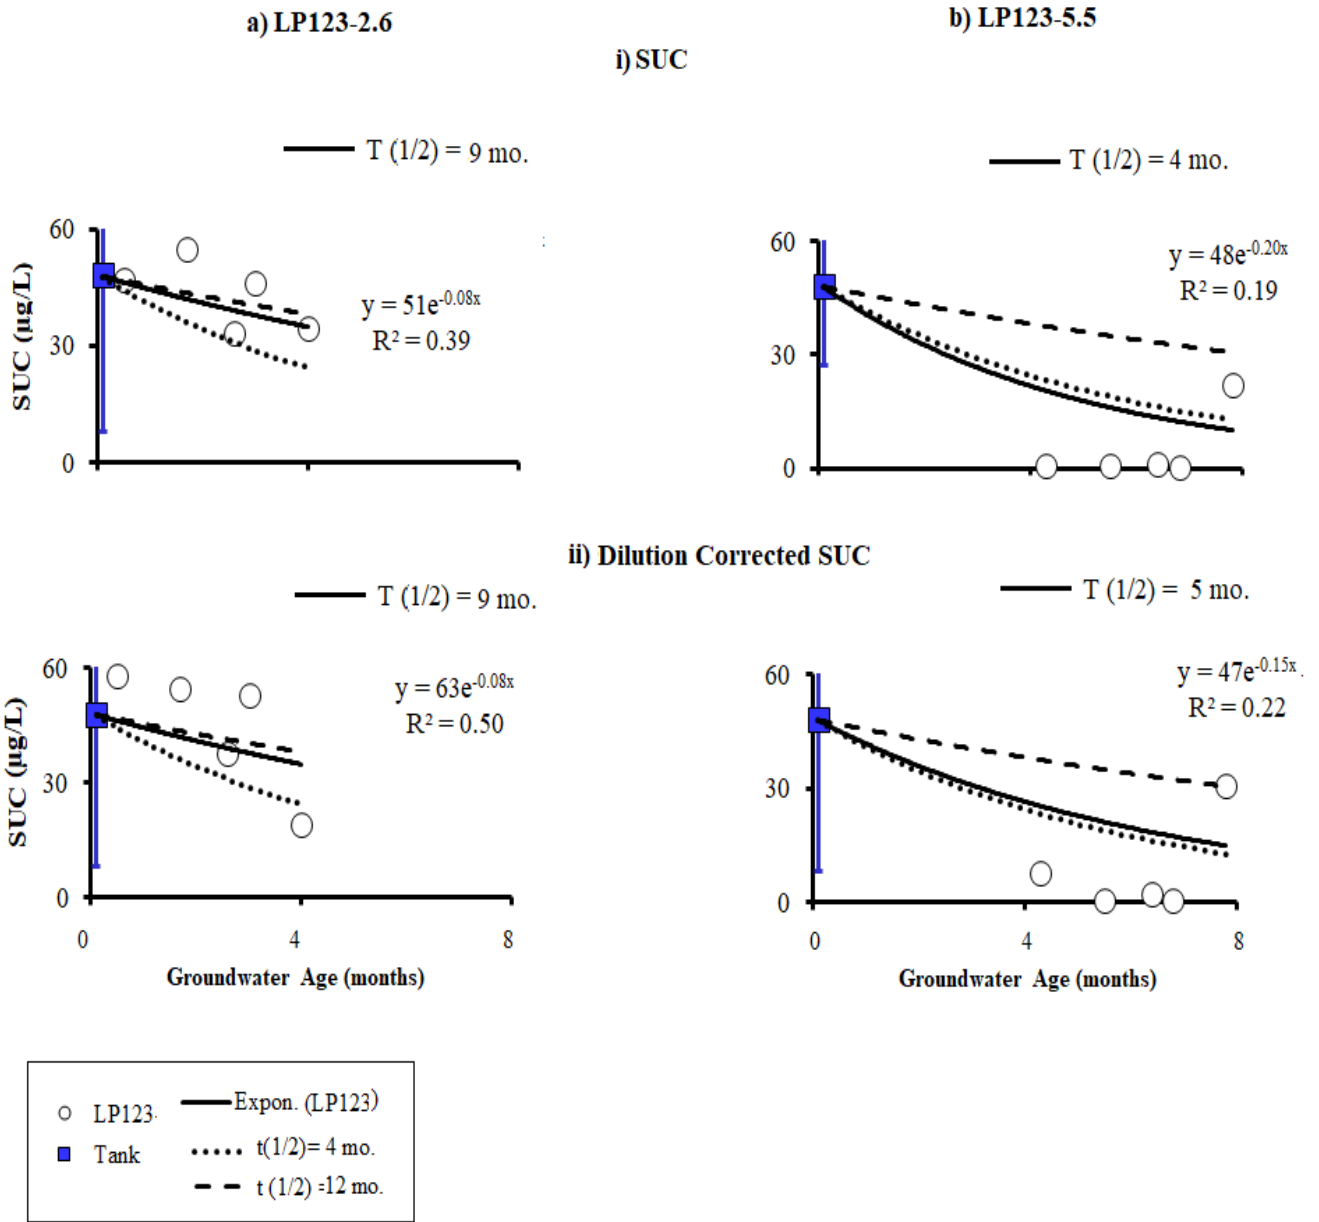 a) LP123-2.6
b) LP123-5.5
i) SUC
T (1/2) = 9 mo.
T (1/2) = 4 mo.
SUC (µg/L)
60
30
0
y = 51e^-0.08x
R² = 0.39
60
30
0
y = 48e^-0.20x
R² = 0.19
ii) Dilution Corrected SUC
T (1/2) = 9 mo.
T (1/2) = 5 mo.
SUC (µg/L)
60
30
0
y = 63e^-0.08x
R² = 0.50
0 4 8
Groundwater Age (months)
60
30
0
y = 47e^-0.15x
R² = 0.22
0 4 8
Groundwater Age (months)
LP123-
Expon. (LP123)
Tank
t(1/2)= 4 mo.
t (1/2) =12 mo.